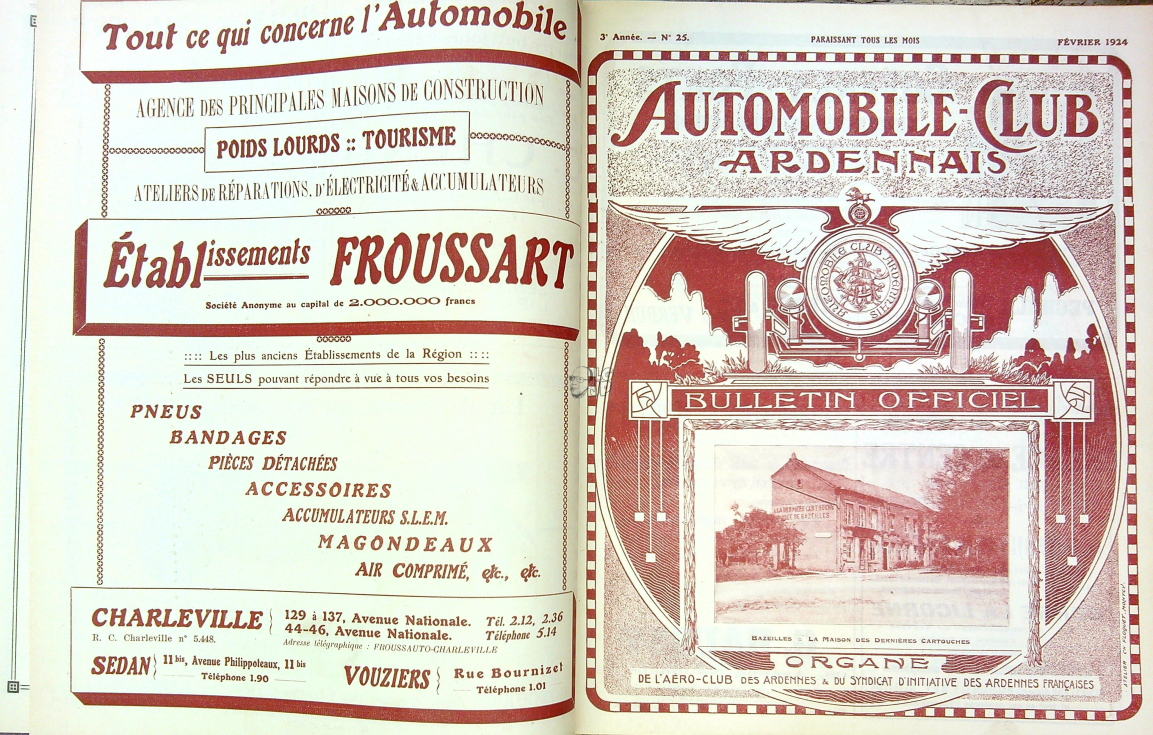 Tout ce qui concerne l'Automobile
AGENCE DES PRINCIPALES MAISONS DE CONSTRUCTION
POIDS LOURDS :: TOURISME
ATELIERS DE RÉPARATIONS. D'ÉLECTRICITÉ & ACCUMULATEURS
Établissements FROUSSART
Société Anonyme au capital de 2.000.000 francs
:::: Les plus anciens Établissements de la Région ::::
Les SEULS pouvant répondre à vue à tous vos besoins
PNEUS
BANDAGES
PIÈCES DÉTACHÉES
ACCESSOIRES
ACCUMULATEURS S.L.E.M.
MAGONDEAUX
AIR COMPRIMÉ, etc., etc.
CHARLEVILLE { 129 à 137, Avenue Nationale. Tél. 2.12, 2.36
44-46, Avenue Nationale. Téléphone 5.14
R. C. Charleville n° 5.448.
Adresse télégraphique : FROUSSAUTO-CHARLEVILLE
SEDAN { 11 bis, Avenue Philippoteaux, 11 bis
Téléphone 1.90
VOUZIERS { Rue Bournizet
Téléphone 1.01
3e Année. — N° 25.
PARAISSANT TOUS LES MOIS
FÉVRIER 1924
AUTOMOBILE-CLUB
ARDENNAIS
AUTOMOBILE CLUB ARDENNAIS
BULLETIN OFFICIEL
A LA DERNIÈRE CARTOUCHE
BAZEILLES
BAZEILLES - LA MAISON DES DERNIÈRES CARTOUCHES
ORGANE
DE L'AÉRO-CLUB DES ARDENNES & DU SYNDICAT D'INITIATIVE DES ARDENNES FRANÇAISES